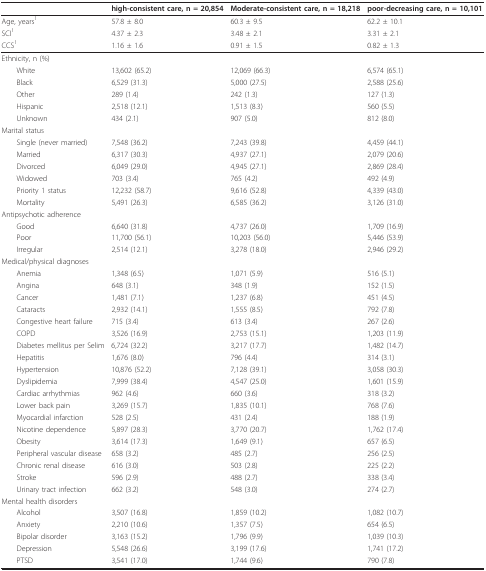 high-consistent care, n = 20,854 Moderate-consistent care, n = 18,218 poor-decreasing care, n = 10,101
Age, years1 57.8 ± 8.0 60.3 ± 9.5 62.2 ± 10.1
SCI1 4.37 ± 2.3 3.48 ± 2.1 3.31 ± 2.1
CCS1 1.16 ± 1.6 0.91 ± 1.5 0.82 ± 1.3
Ethnicity, n (%)
White 13,602 (65.2) 12,069 (66.3) 6,574 (65.1)
Black 6,529 (31.3) 5,000 (27.5) 2,588 (25.6)
Other 289 (1.4) 242 (1.3) 127 (1.3)
Hispanic 2,518 (12.1) 1,513 (8.3) 560 (5.5)
Unknown 434 (2.1) 907 (5.0) 812 (8.0)
Marital status
Single (never married) 7,548 (36.2) 7,243 (39.8) 4,459 (44.1)
Married 6,317 (30.3) 4,937 (27.1) 2,079 (20.6)
Divorced 6,049 (29.0) 4,945 (27.1) 2,869 (28.4)
Widowed 703 (3.4) 765 (4.2) 492 (4.9)
Priority 1 status 12,232 (58.7) 9,616 (52.8) 4,339 (43.0)
Mortality 5,491 (26.3) 6,585 (36.2) 3,126 (31.0)
Antipsychotic adherence
Good 6,640 (31.8) 4,737 (26.0) 1,709 (16.9)
Poor 11,700 (56.1) 10,203 (56.0) 5,446 (53.9)
Irregular 2,514 (12.1) 3,278 (18.0) 2,946 (29.2)
Medical/physical diagnoses
Anemia 1,348 (6.5) 1,071 (5.9) 516 (5.1)
Angina 648 (3.1) 348 (1.9) 152 (1.5)
Cancer 1,481 (7.1) 1,237 (6.8) 451 (4.5)
Cataracts 2,932 (14.1) 1,555 (8.5) 792 (7.8)
Congestive heart failure 715 (3.4) 613 (3.4) 267 (2.6)
COPD 3,526 (16.9) 2,753 (15.1) 1,203 (11.9)
Diabetes mellitus per Selim 6,724 (32.2) 3,217 (17.7) 1,482 (14.7)
Hepatitis 1,676 (8.0) 796 (4.4) 314 (3.1)
Hypertension 10,876 (52.2) 7,128 (39.1) 3,058 (30.3)
Dyslipidemia 7,999 (38.4) 4,547 (25.0) 1,601 (15.9)
Cardiac arrhythmias 962 (4.6) 660 (3.6) 318 (3.2)
Lower back pain 3,269 (15.7) 1,835 (10.1) 768 (7.6)
Myocardial infarction 528 (2.5) 431 (2.4) 188 (1.9)
Nicotine dependence 5,897 (28.3) 3,770 (20.7) 1,762 (17.4)
Obesity 3,614 (17.3) 1,649 (9.1) 657 (6.5)
Peripheral vascular disease 658 (3.2) 485 (2.7) 256 (2.5)
Chronic renal disease 616 (3.0) 503 (2.8) 225 (2.2)
Stroke 596 (2.9) 488 (2.7) 338 (3.4)
Urinary tract infection 662 (3.2) 548 (3.0) 274 (2.7)
Mental health disorders
Alcohol 3,507 (16.8) 1,859 (10.2) 1,082 (10.7)
Anxiety 2,210 (10.6) 1,357 (7.5) 654 (6.5)
Bipolar disorder 3,163 (15.2) 1,796 (9.9) 1,039 (10.3)
Depression 5,548 (26.6) 3,199 (17.6) 1,741 (17.2)
PTSD 3,541 (17.0) 1,744 (9.6) 790 (7.8)